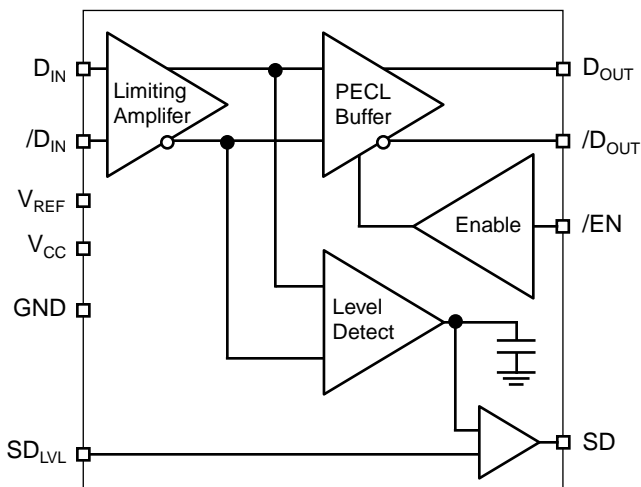 D_IN
Limiting
Amplifer
PECL
Buffer
D_OUT
/D_IN
/D_OUT
V_REF
Enable
/EN
V_CC
GND
Level
Detect
SD_LVL
SD